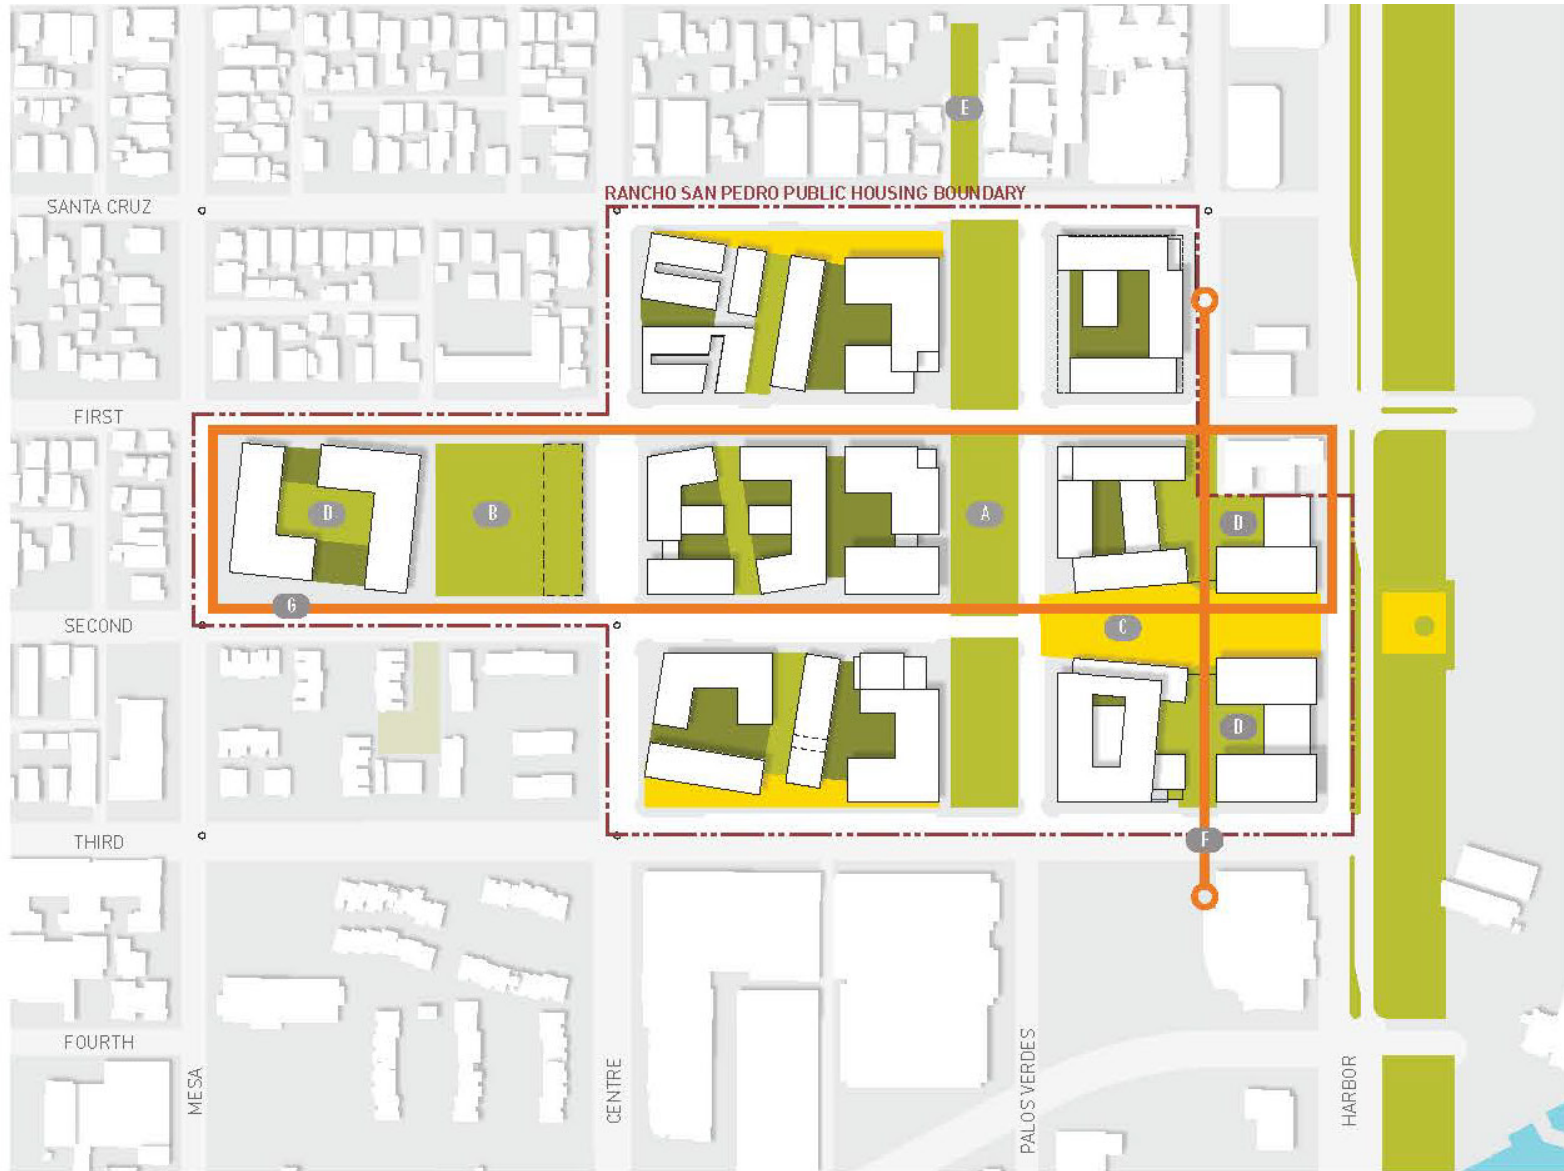 E
RANCHO SAN PEDRO PUBLIC HOUSING BOUNDARY
SANTA CRUZ
FIRST
D
B
A
D
G
SECOND
C
D
THIRD
F
FOURTH
MESA
CENTRE
PALOS VERDES
HARBOR